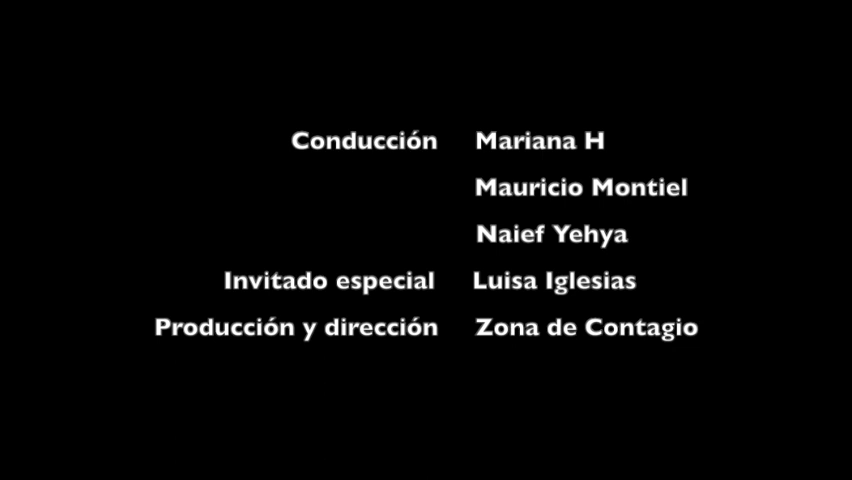 Conducción Mariana H
Mauricio Montiel
Naief Yehya
Invitado especial Luisa Iglesias
Producción y dirección Zona de Contagio